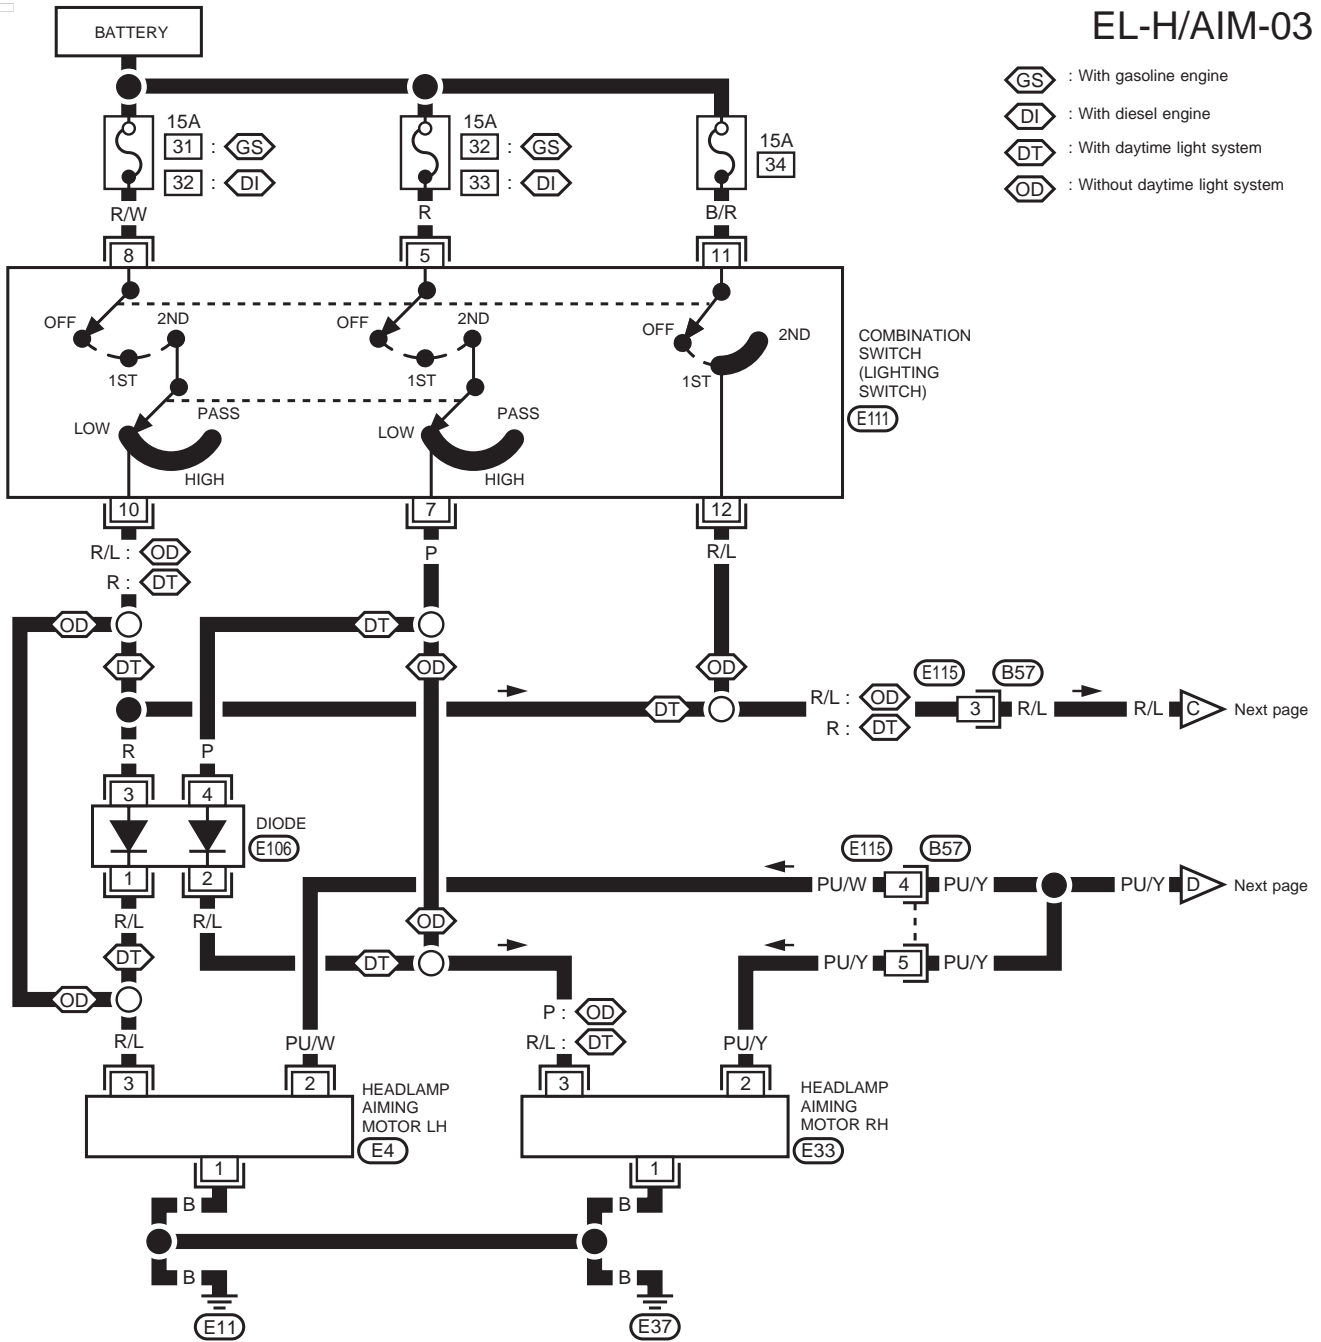 EL-H/AIM-03
BATTERY
GS : With gasoline engine
DI : With diesel engine
DT : With daytime light system
OD : Without daytime light system
15A
31 : GS
32 : DI
15A
32 : GS
33 : DI
15A
34
R/W
R
B/R
8
5
11
OFF
2ND
1ST
OFF
2ND
1ST
OFF
2ND
1ST
LOW
PASS
HIGH
LOW
PASS
HIGH
COMBINATION
SWITCH
(LIGHTING
SWITCH)
E111
10
7
12
R/L : OD
R : DT
P
R/L
OD
DT
DT
OD
OD
E115
B57
DT
R/L : OD
R : DT
3
R/L
R/L
C
Next page
R
P
3
4
DIODE
E106
1
2
E115
B57
PU/W
4
PU/Y
PU/Y
D
Next page
R/L
R/L
OD
DT
DT
PU/Y
5
PU/Y
OD
P : OD
R/L : DT
R/L
PU/W
PU/Y
3
2
3
2
HEADLAMP
AIMING
MOTOR LH
E4
HEADLAMP
AIMING
MOTOR RH
E33
1
1
B
B
B
B
E11
E37